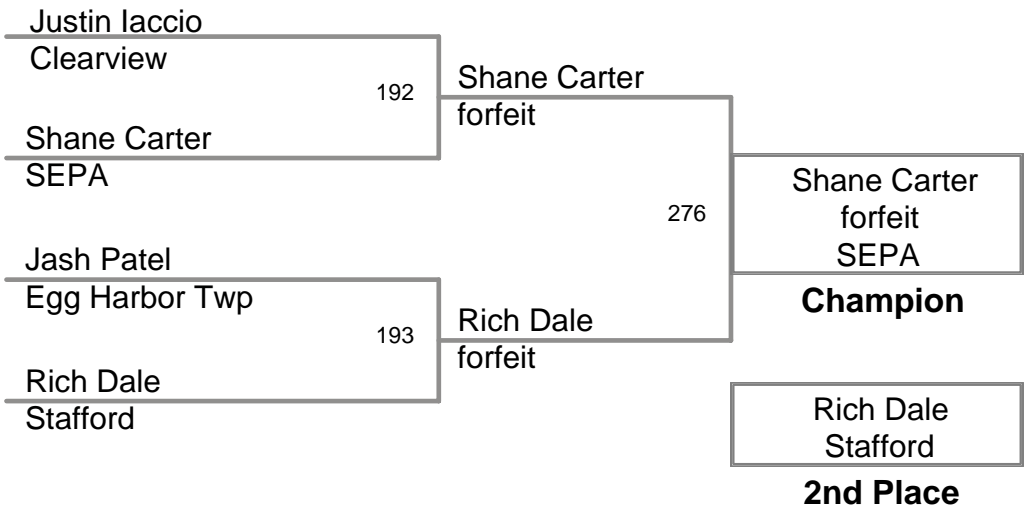 Justin Iaccio
Clearview
192
Shane Carter
forfeit
Shane Carter
SEPA
276
Shane Carter
forfeit
SEPA
Champion
Jash Patel
Egg Harbor Twp
193
Rich Dale
forfeit
Rich Dale
Stafford
Rich Dale
Stafford
2nd Place